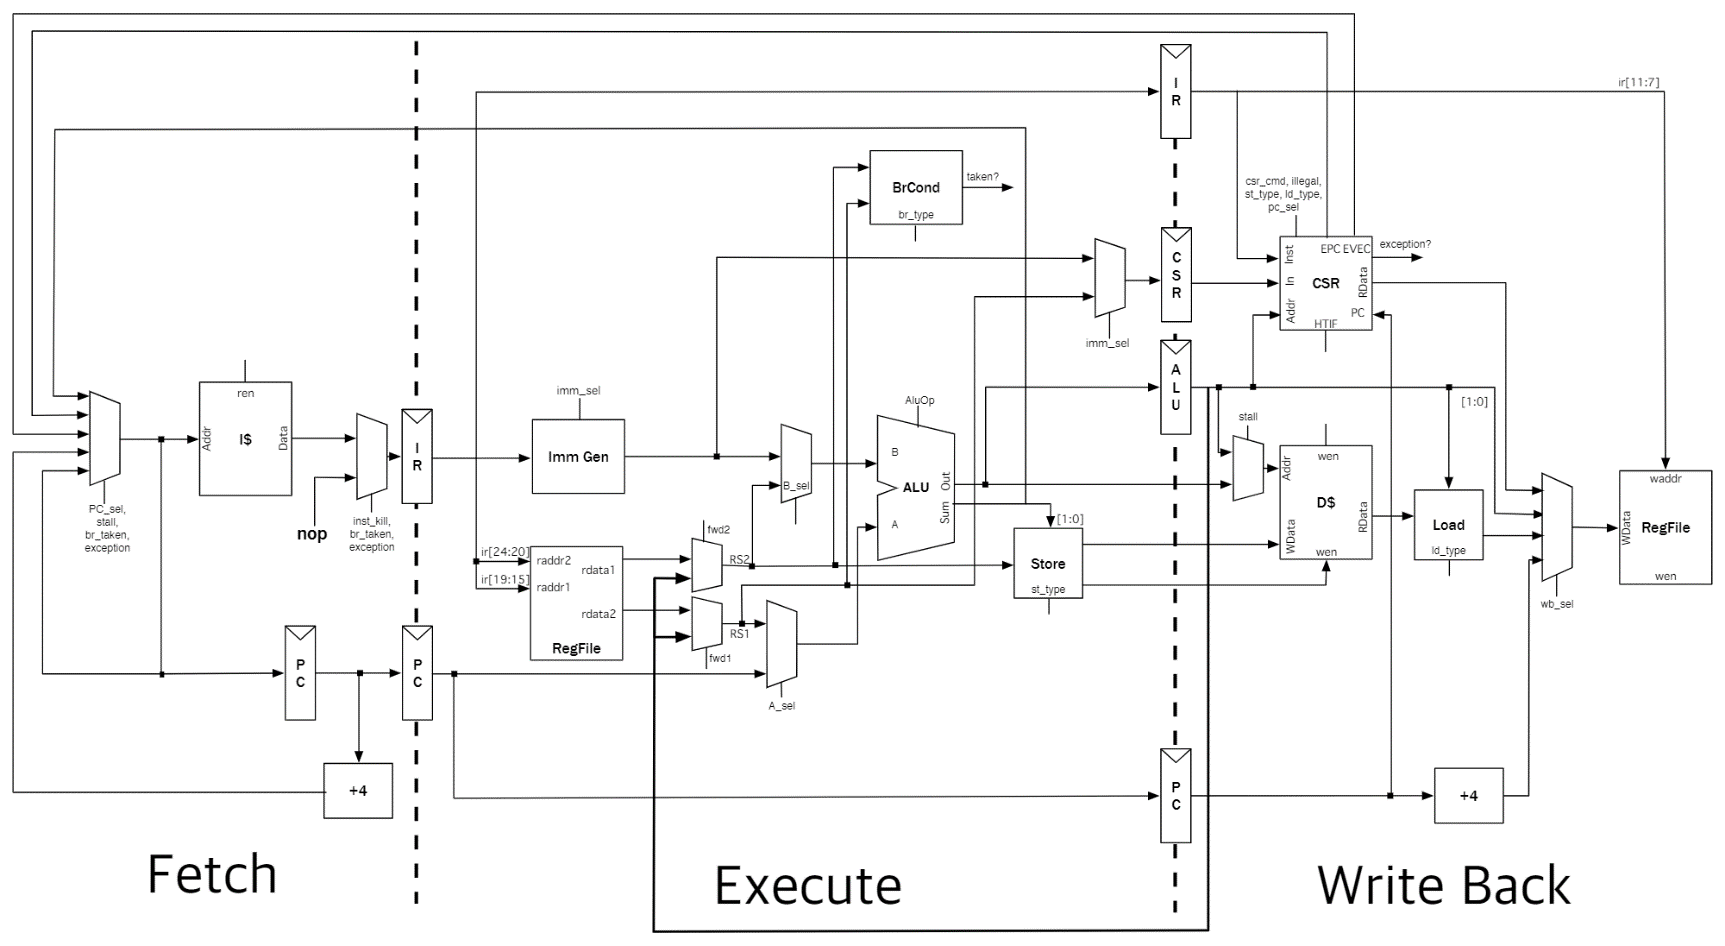 ir[11:7]
I
R
BrCond
br_type
taken?
csr_cmd, illegal,
st_type, ld_type,
pc_sel
EPC EVEC
exception?
Inst
In
Addr
CSR
RData
PC
HTIF
C
S
R
imm_sel
A
L
U
[1:0]
ren
Addr
I$
Data
PC_sel,
stall,
br_taken,
exception
nop
inst_kill,
br_taken,
exception
I
R
imm_sel
Imm Gen
B_sel
AluOp
B
ALU
A
Out
Sum
stall
wen
Addr
D$
WData
RData
wen
[1:0]
Store
st_type
Load
ld_type
wb_sel
waddr
RegFile
WData
wen
fwd2
RS2
ir[24:20]
raddr2
rdata1
ir[19:15]
raddr1
rdata2
RegFile
RS1
fwd1
A_sel
P
C
P
C
+4
P
C
+4
Fetch
Execute
Write Back